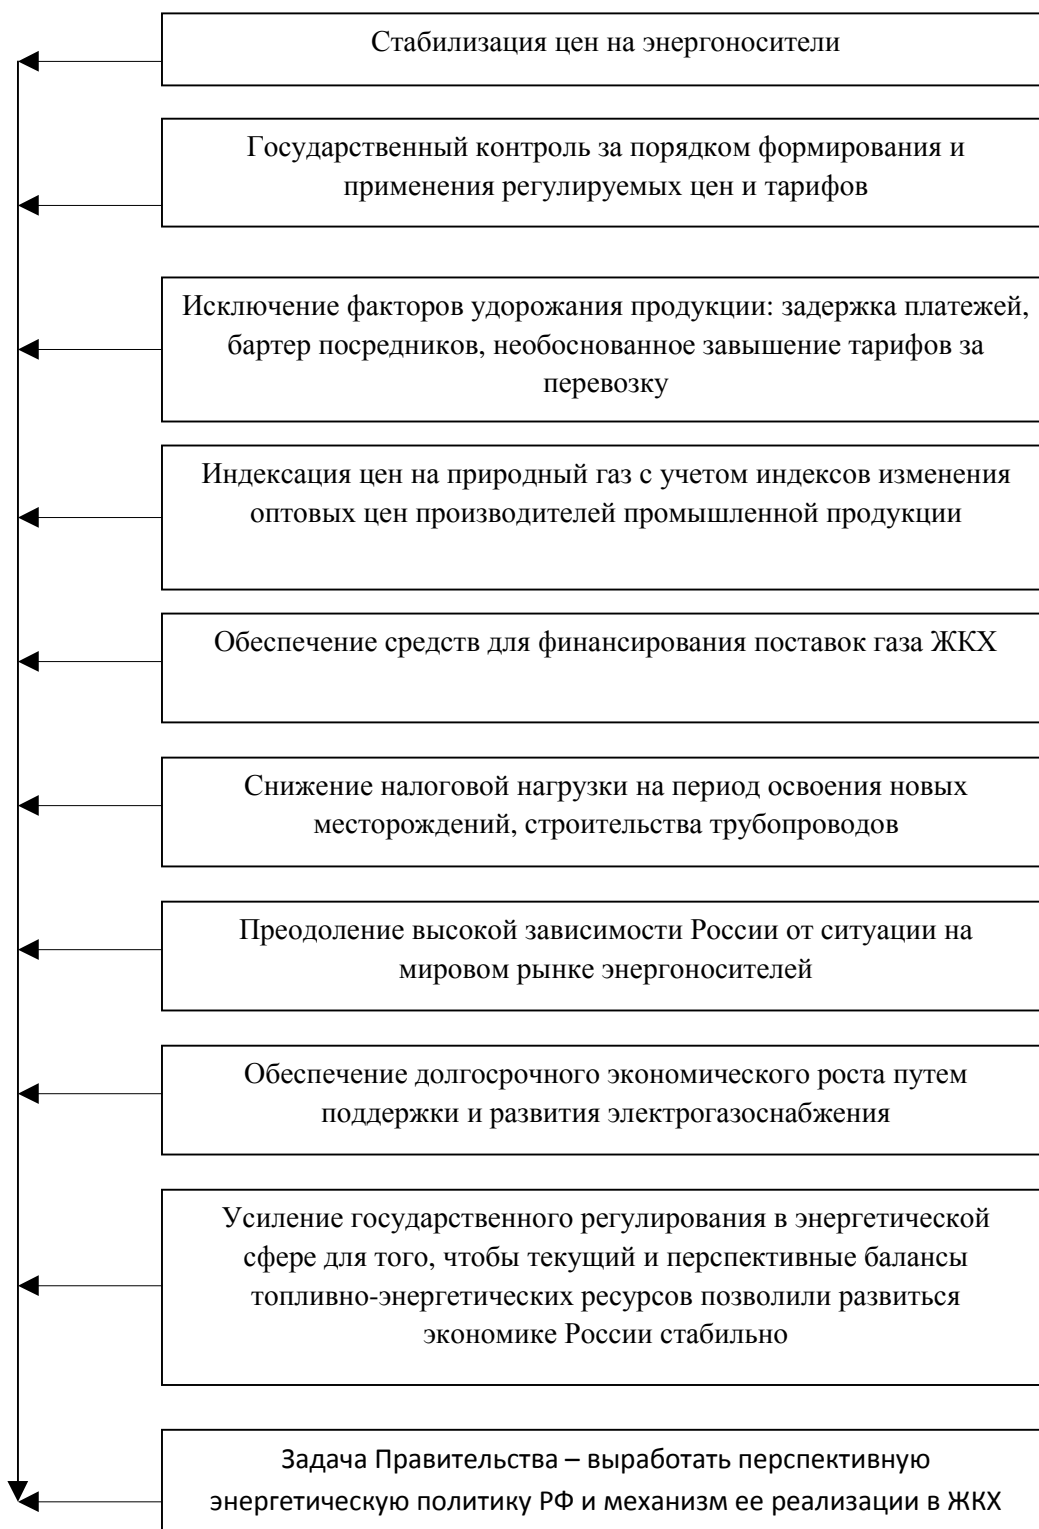 Стабилизация цен на энергоносители
Государственный контроль за порядком формирования и
применения регулируемых цен и тарифов
Исключение факторов удорожания продукции: задержка платежей,
бартер посредников, необоснованное завышение тарифов за
перевозку
Индексация цен на природный газ с учетом индексов изменения
оптовых цен производителей промышленной продукции
Обеспечение средств для финансирования поставок газа ЖКХ
Снижение налоговой нагрузки на период освоения новых
месторождений, строительства трубопроводов
Преодоление высокой зависимости России от ситуации на
мировом рынке энергоносителей
Обеспечение долгосрочного экономического роста путем
поддержки и развития электрогазоснабжения
Усиление государственного регулирования в энергетической
сфере для того, чтобы текущий и перспективные балансы
топливно-энергетических ресурсов позволили развиться
экономике России стабильно
Задача Правительства – выработать перспективную
энергетическую политику РФ и механизм ее реализации в ЖКХ